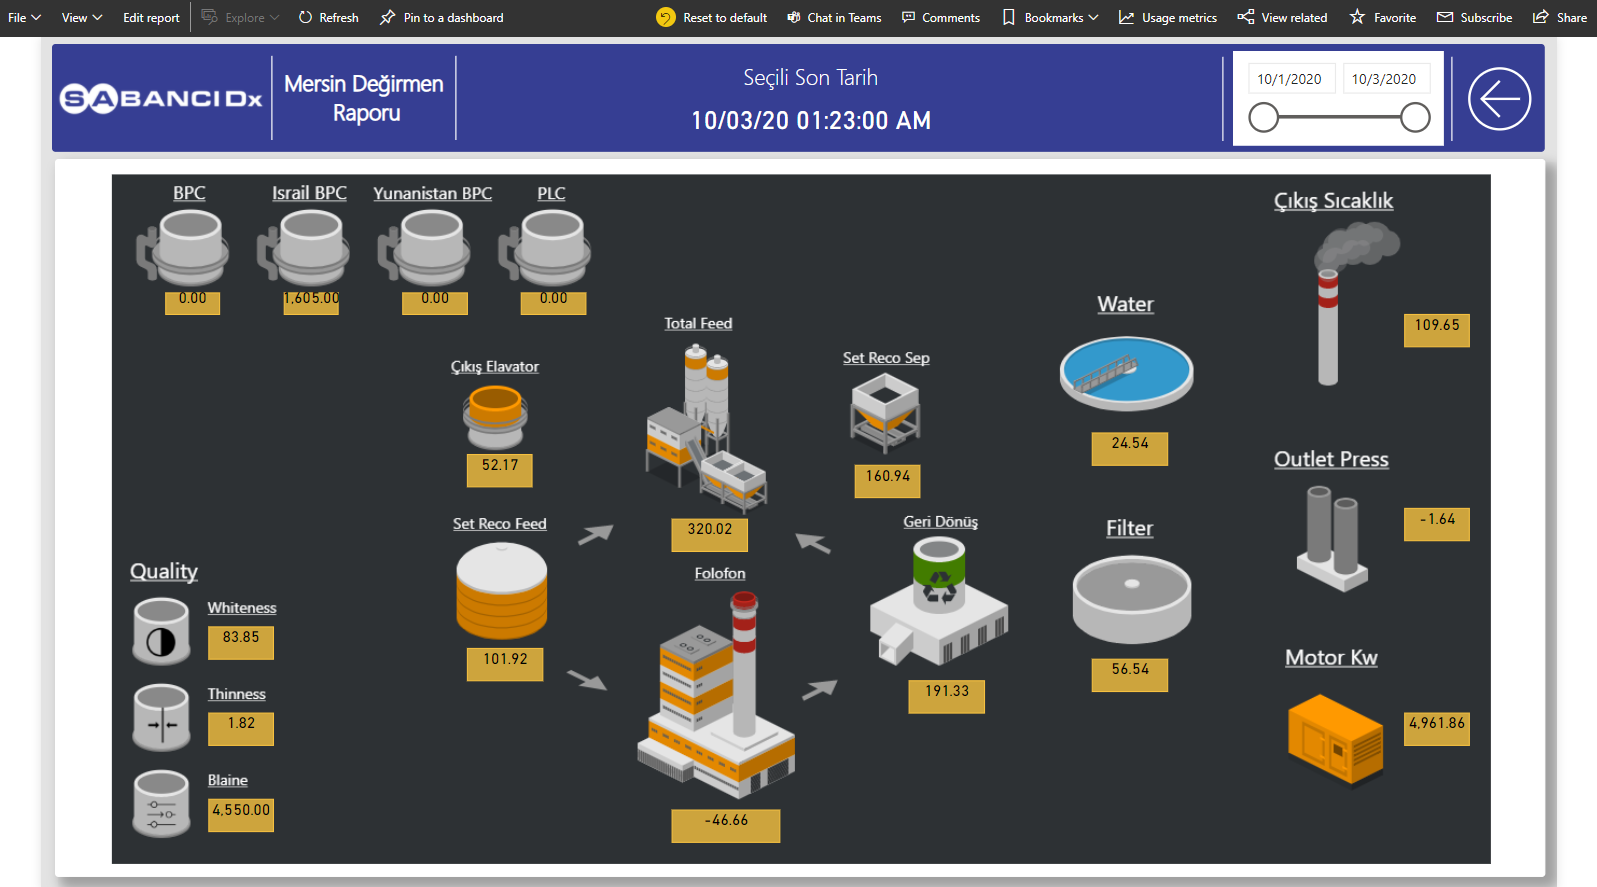 File View Edit report Explore Refresh Pin to a dashboard Reset to default Chat in Teams Comments Bookmarks Usage metrics View related Favorite Subscribe Share
SABANCI Dx
Mersin Değirmen
Raporu
Seçili Son Tarih
10/03/20 01:23:00 AM
10/1/2020 10/3/2020
BPC Israil BPC Yunanistan BPC PLC
0.00 1,605.00 0.00 0.00
Çıkış Sıcaklık
109.65
Water
24.54
Total Feed
320.02
Set Reco Sep
160.94
Çıkış Elavator
52.17
Outlet Press
-1.64
Set Reco Feed
101.92
Geri Dönüş
191.33
Filter
56.54
Folofon
-46.66
Motor Kw
4,961.86
Quality
Whiteness
83.85
Thinness
1.82
Blaine
4,550.00